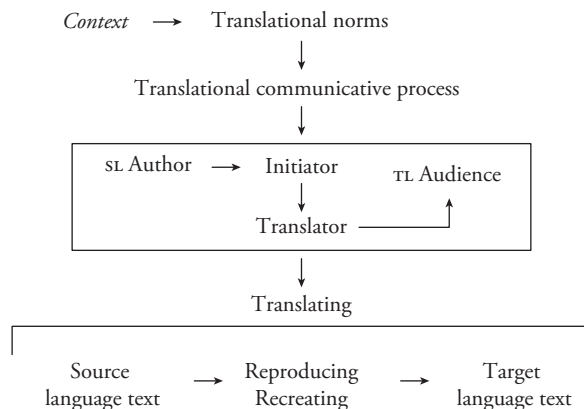 Context Translational norms
Translational communicative process
SL Author Initiator TL Audience
Translator
Translating
Source Reproducing Target
language text Recreating language text